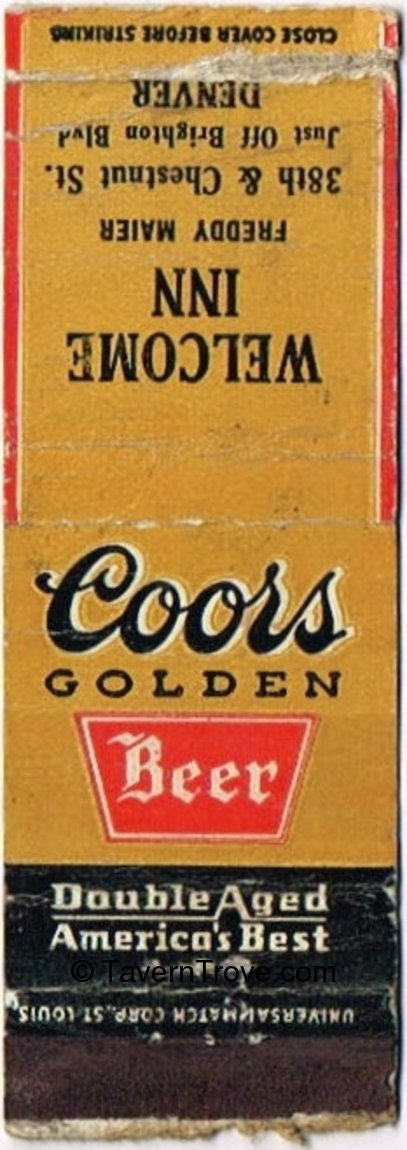 CLOSE COVER BEFORE STRIKING
WELCOME
INN
FREDDY MAIER
38th & Chestnut St.
Just Off Brighton Blvd
DENVER
Coors
GOLDEN
Beer
Double Aged
America's Best
© TavernTrove.com
UNIVERSAL MATCH CORP., ST. LOUIS